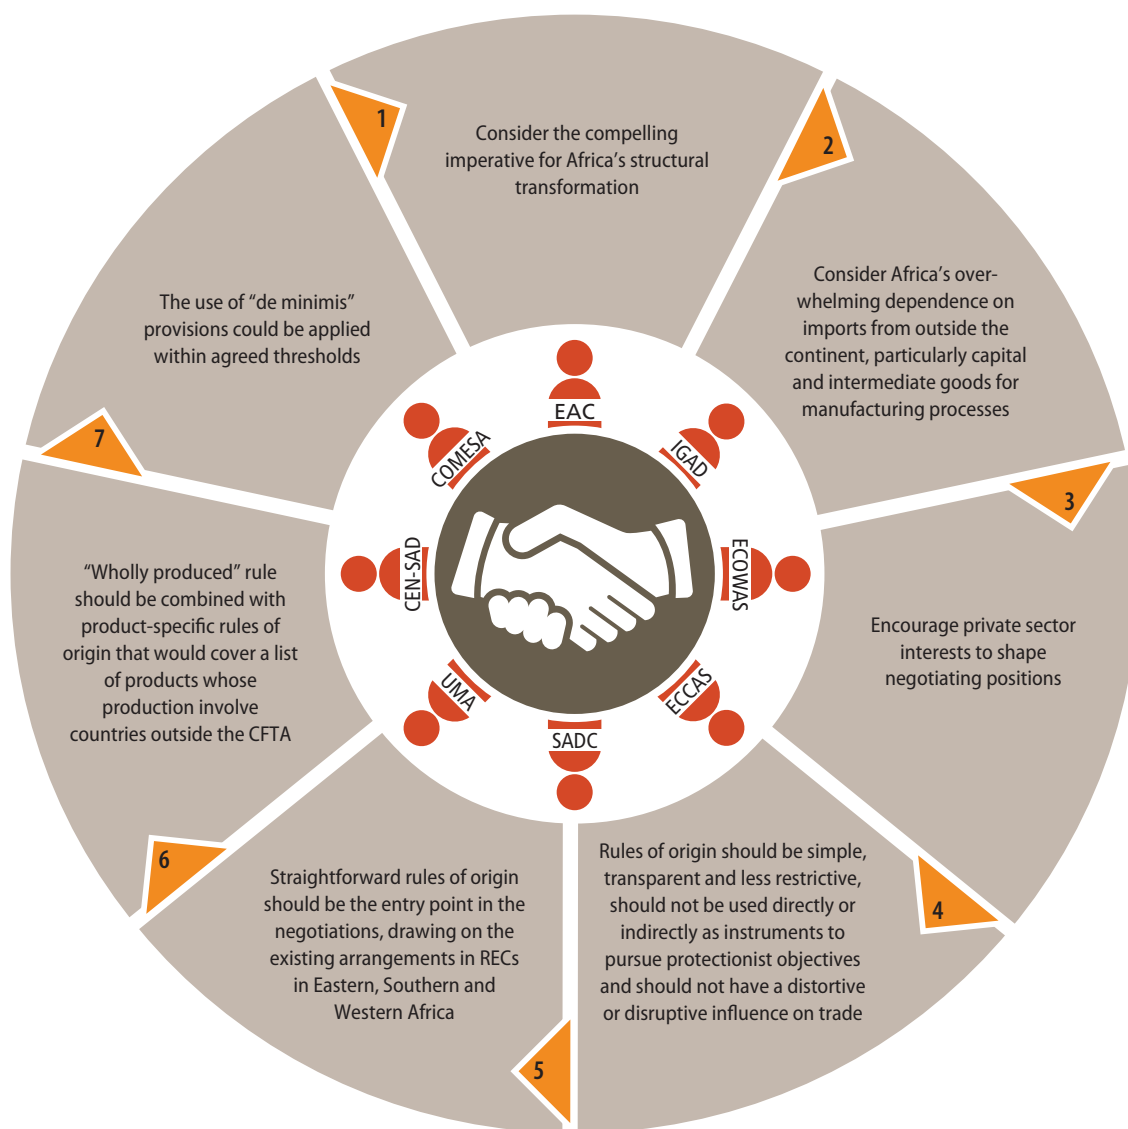 1
Consider the compelling
imperative for Africa's structural
transformation
2
Consider Africa's over-
whelming dependence on
imports from outside the
continent, particularly capital
and intermediate goods for
manufacturing processes
3
Encourage private sector
interests to shape
negotiating positions
4
Rules of origin should be simple,
transparent and less restrictive,
should not be used directly or
indirectly as instruments to
pursue protectionist objectives
and should not have a distortive
or disruptive influence on trade
5
Straightforward rules of origin
should be the entry point in the
negotiations, drawing on the
existing arrangements in RECs
in Eastern, Southern and
Western Africa
6
“Wholly produced” rule
should be combined with
product-specific rules of
origin that would cover a list
of products whose
production involve
countries outside the CFTA
7
The use of “de minimis”
provisions could be applied
within agreed thresholds
EAC
IGAD
ECOWAS
ECCAS
SADC
UMA
CEN-SAD
COMESA